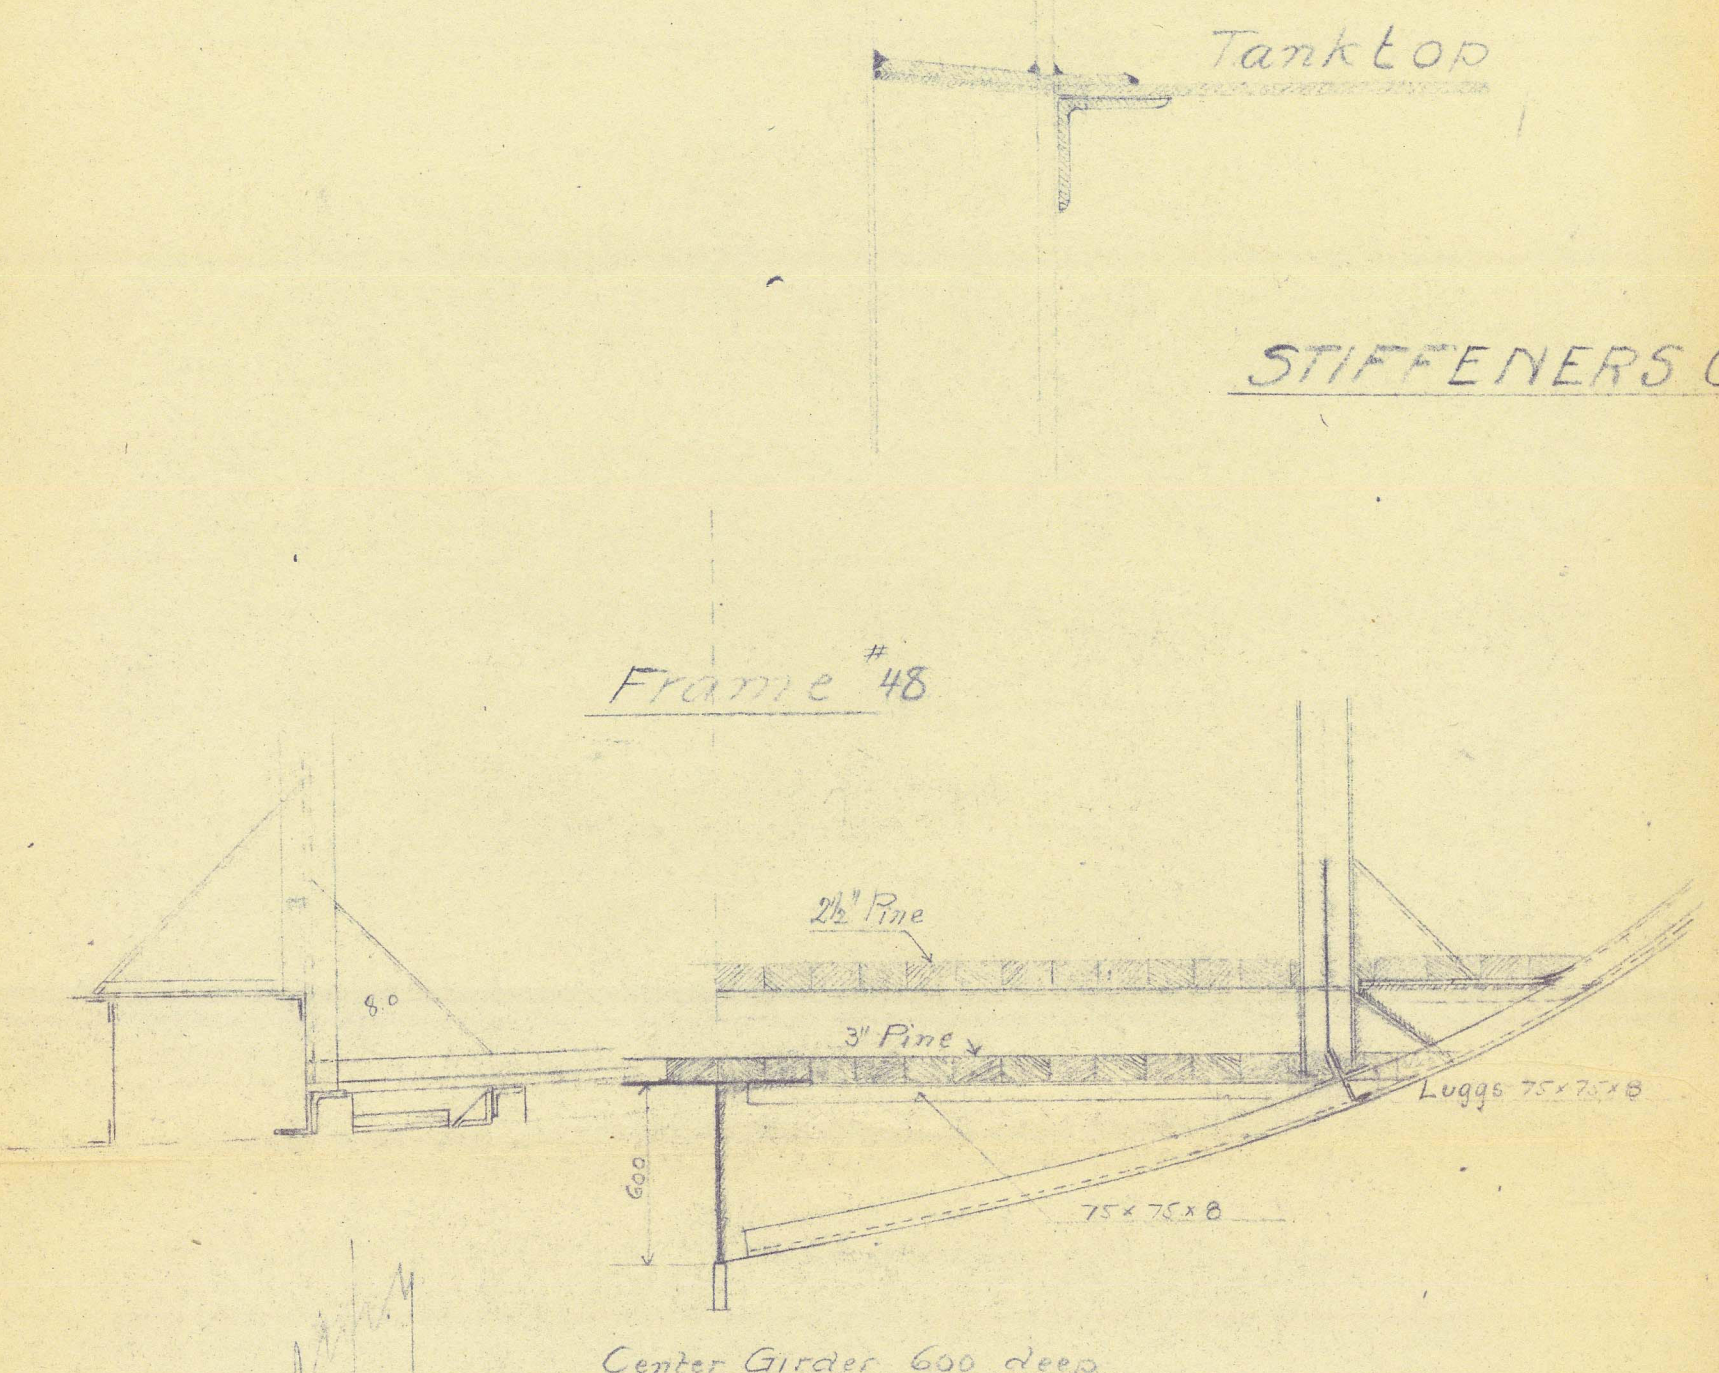 Tanktop
STIFFENERS
Frame #48
2½" Pine
8.0
3" Pine
Luggs 75×75×8
600
75×75×8
Center Girder 600 deep